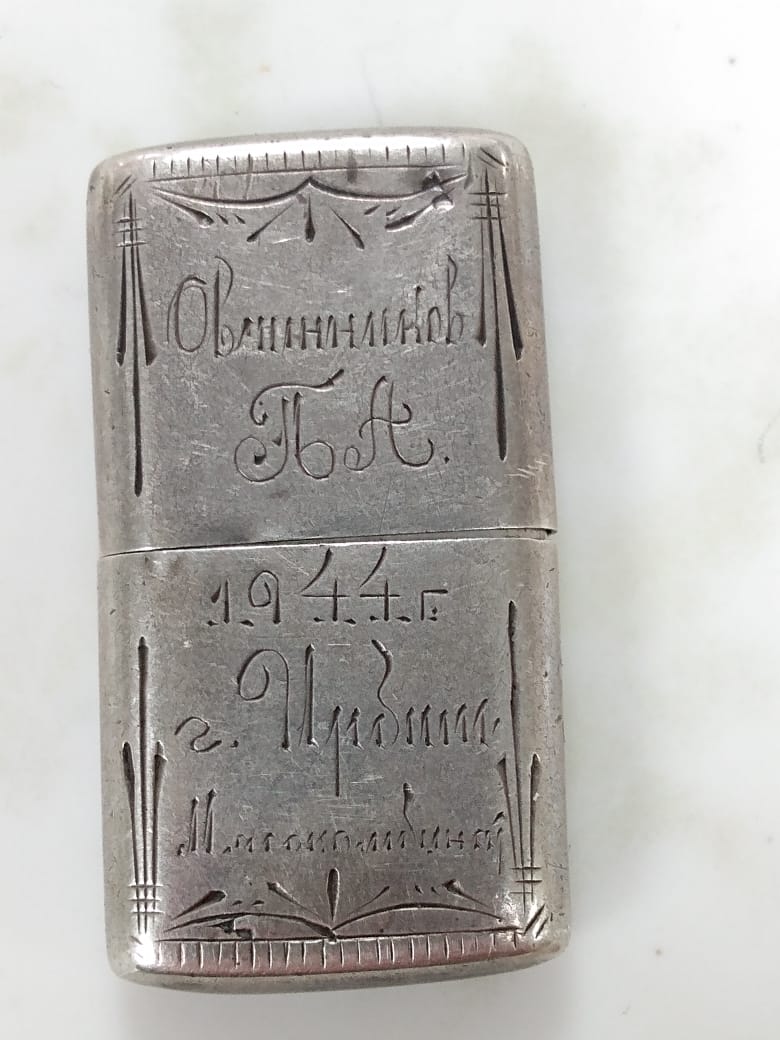 Овчинников
П А.
1944 г.
г. Ирбит
Мясокомбинат